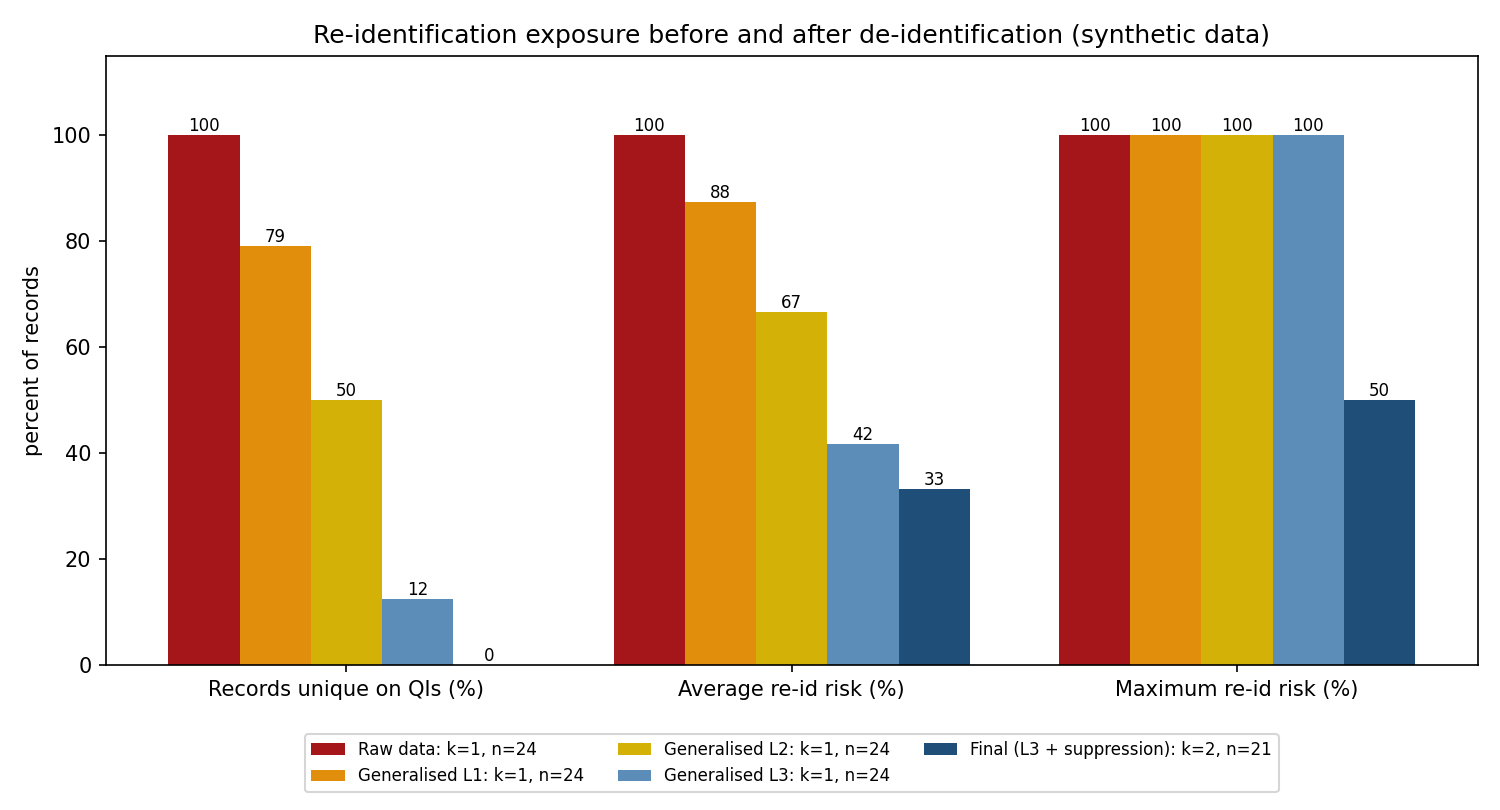 Re-identification exposure before and after de-identification (synthetic data)
percent of records
100
80
60
40
20
0
100
79
50
12
0
100
88
67
42
33
100
100
100
100
50
Records unique on QIs (%)
Average re-id risk (%)
Maximum re-id risk (%)
Raw data: k=1, n=24
Generalised L1: k=1, n=24
Generalised L2: k=1, n=24
Generalised L3: k=1, n=24
Final (L3 + suppression): k=2, n=21